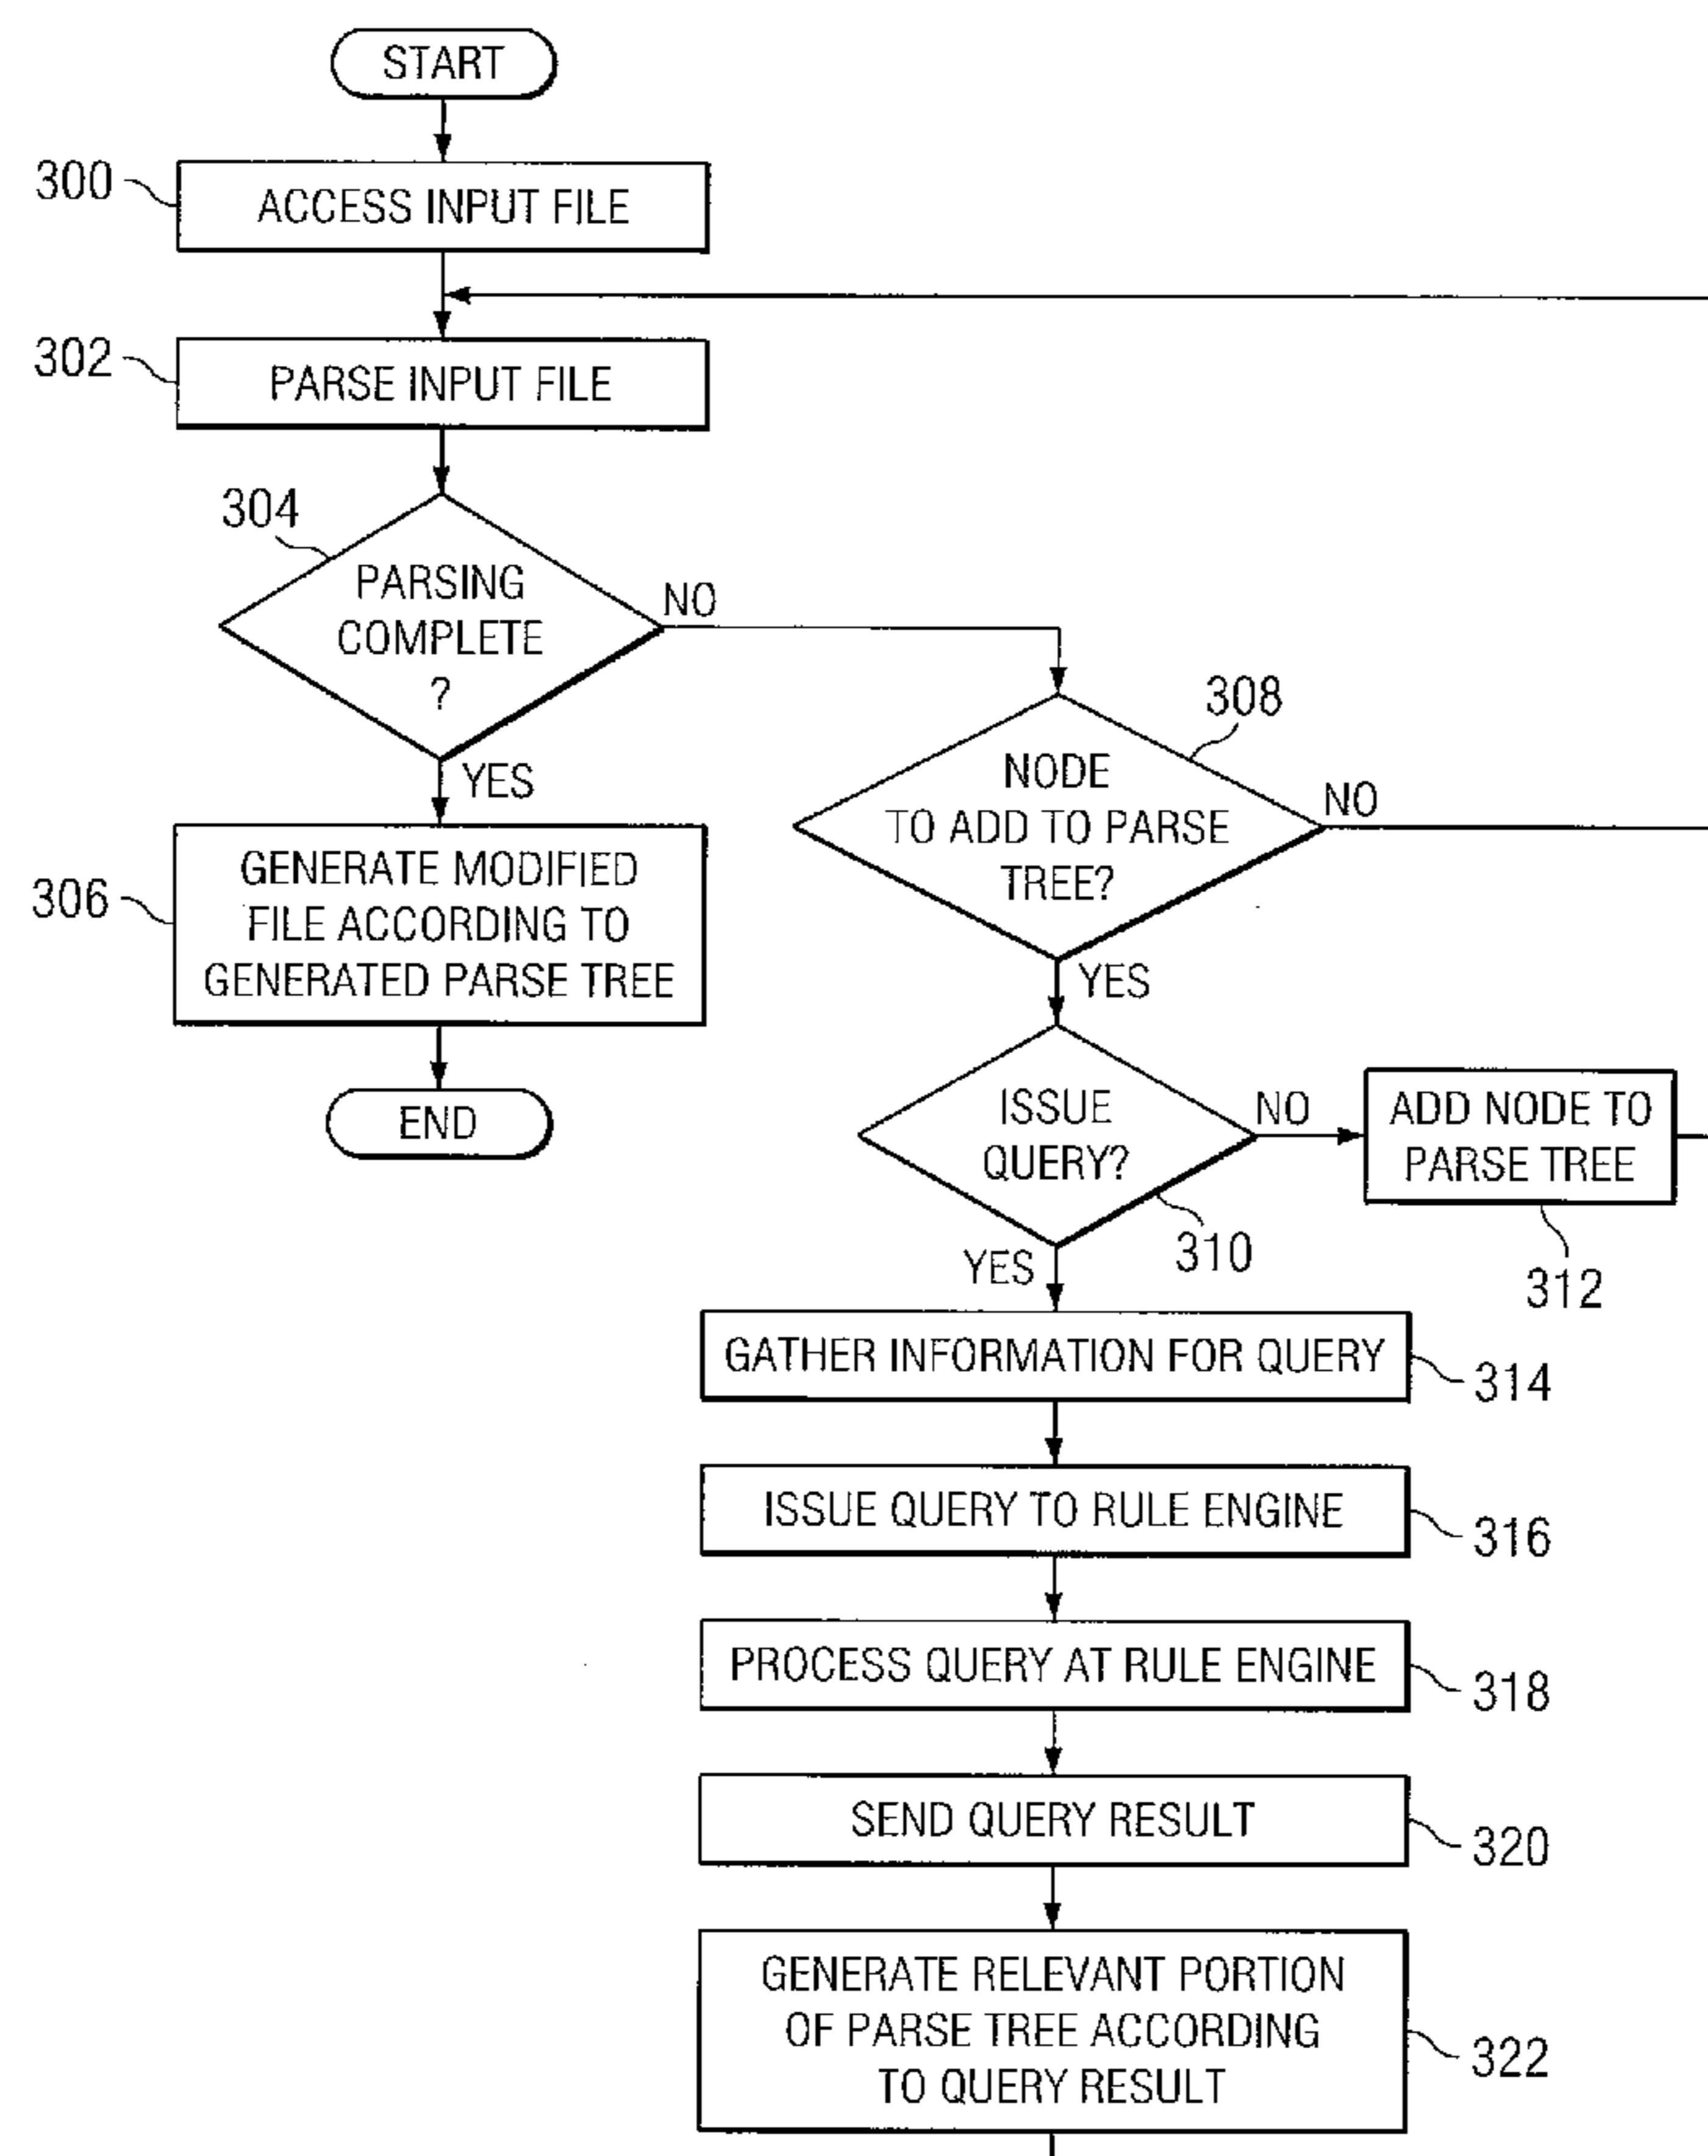 START
300
ACCESS INPUT FILE
302
PARSE INPUT FILE
304
PARSING
COMPLETE
?
NO
YES
306
GENERATE MODIFIED
FILE ACCORDING TO
GENERATED PARSE TREE
END
308
NODE
TO ADD TO PARSE
TREE?
NO
YES
ISSUE
QUERY?
310
NO
ADD NODE TO
PARSE TREE
312
YES
GATHER INFORMATION FOR QUERY
314
ISSUE QUERY TO RULE ENGINE
316
PROCESS QUERY AT RULE ENGINE
318
SEND QUERY RESULT
320
GENERATE RELEVANT PORTION
OF PARSE TREE ACCORDING
TO QUERY RESULT
322